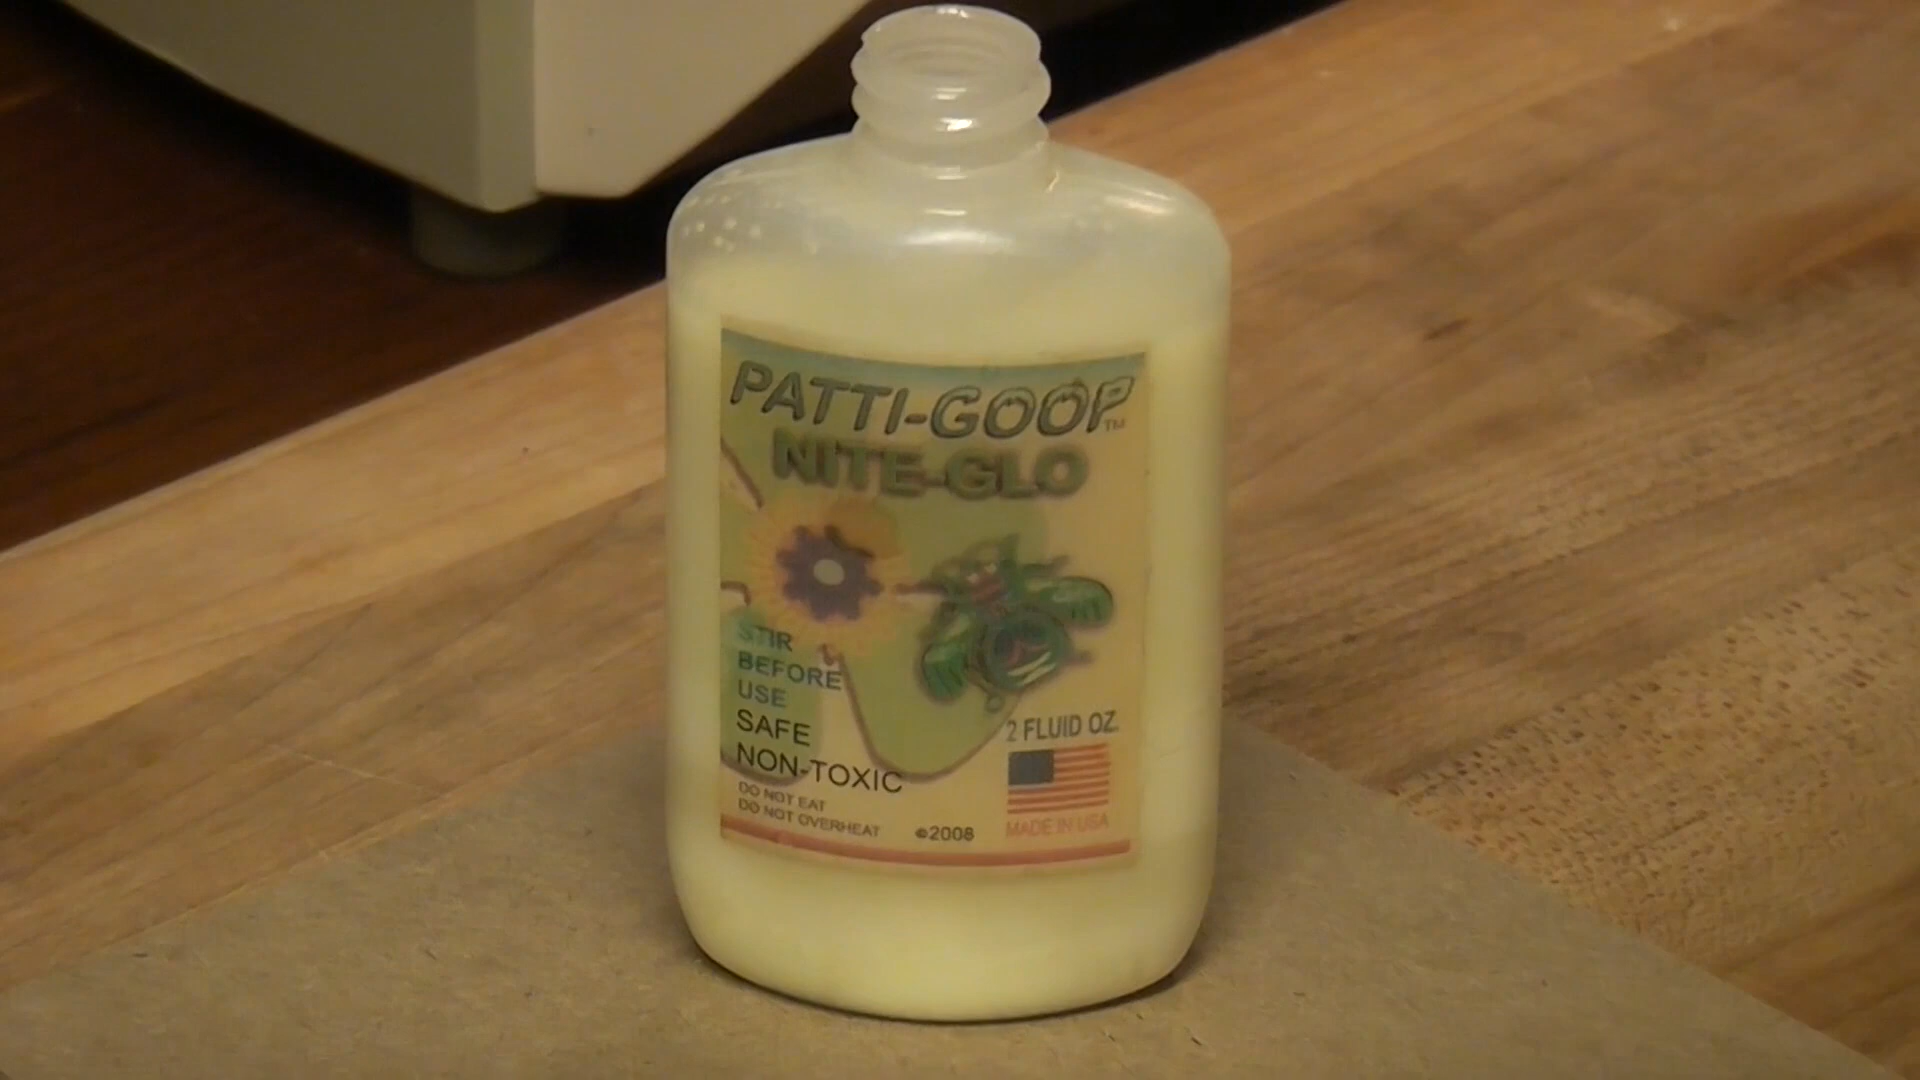 PATTI-GOOP™
NITE-GLO
STIR
BEFORE
USE
SAFE
NON-TOXIC
DO NOT EAT
DO NOT OVERHEAT
©2008
2 FLUID OZ.
MADE IN USA